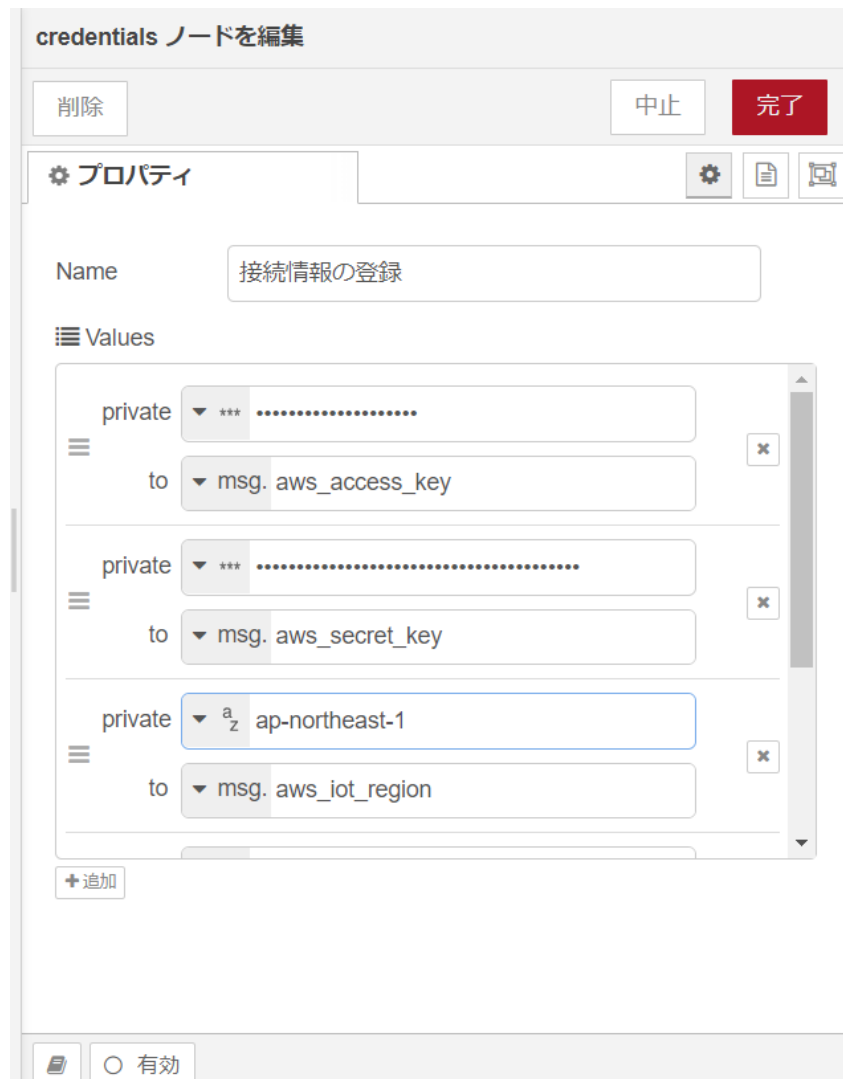 credentials ノードを編集
削除
中止
完了
プロパティ
Name
接続情報の登録
Values
private
*** ••••••••••••••••••••
to
msg. aws_access_key
private
*** ••••••••••••••••••••••••••••••••••••••••
to
msg. aws_secret_key
private
az ap-northeast-1
to
msg. aws_iot_region
追加
有効